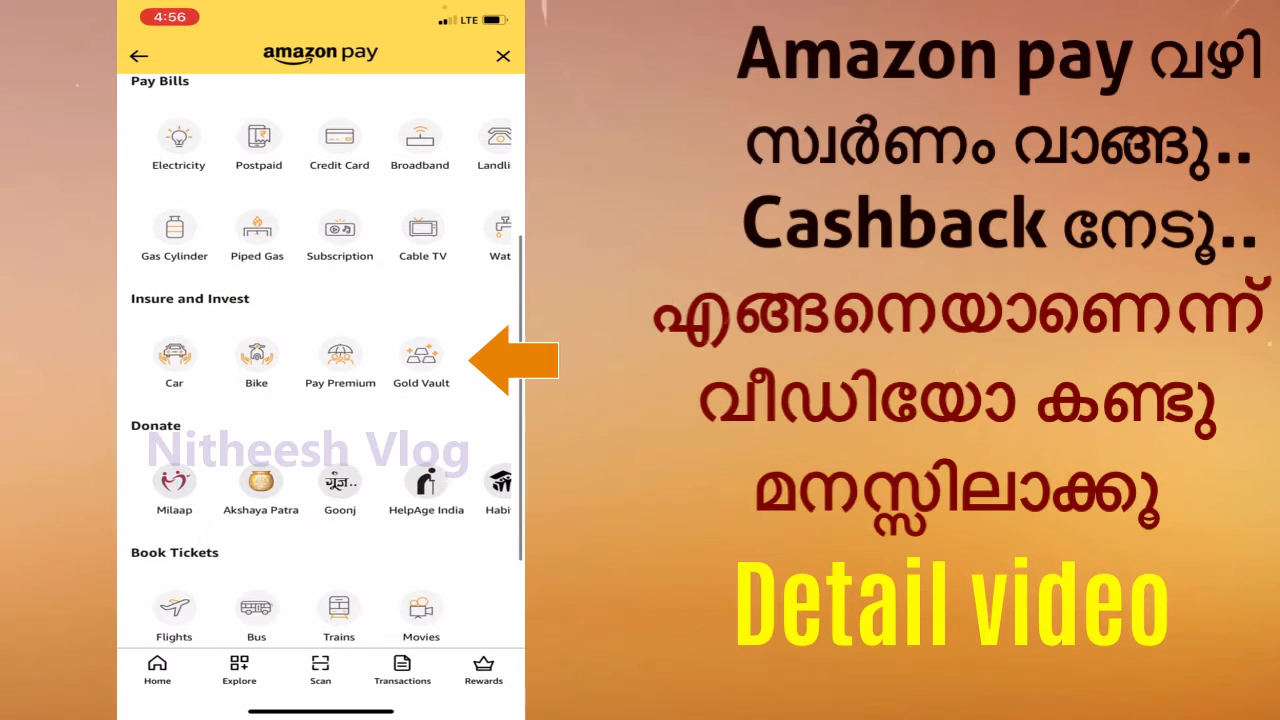 4:56
LTE
amazon pay
Pay Bills
Electricity Postpaid Credit Card Broadband Landli
Gas Cylinder Piped Gas Subscription Cable TV Wat
Insure and Invest
Car Bike Pay Premium Gold Vault
Donate
Nitheesh Vlog
गूंज..
Milaap Akshaya Patra Goonj HelpAge India Habi
Book Tickets
Flights Bus Trains Movies
Home Explore Scan Transactions Rewards
Amazon pay വഴി
സ്വർണം വാങ്ങു..
Cashback നേടൂ..
എങ്ങനെയാണെന്ന്
വീഡിയോ കണ്ടു
മനസ്സിലാക്കൂ
Detail video